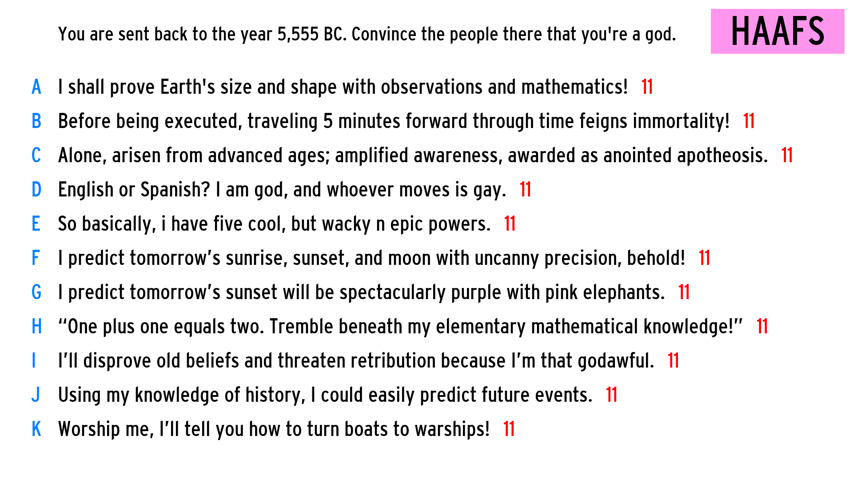 You are sent back to the year 5,555 BC. Convince the people there that you're a god.
HAAFS
A I shall prove Earth's size and shape with observations and mathematics! 11
B Before being executed, traveling 5 minutes forward through time feigns immortality! 11
C Alone, arisen from advanced ages; amplified awareness, awarded as anointed apotheosis. 11
D English or Spanish? I am god, and whoever moves is gay. 11
E So basically, i have five cool, but wacky n epic powers. 11
F I predict tomorrow’s sunrise, sunset, and moon with uncanny precision, behold! 11
G I predict tomorrow’s sunset will be spectacularly purple with pink elephants. 11
H “One plus one equals two. Tremble beneath my elementary mathematical knowledge!” 11
I I’ll disprove old beliefs and threaten retribution because I’m that godawful. 11
J Using my knowledge of history, I could easily predict future events. 11
K Worship me, I’ll tell you how to turn boats to warships! 11